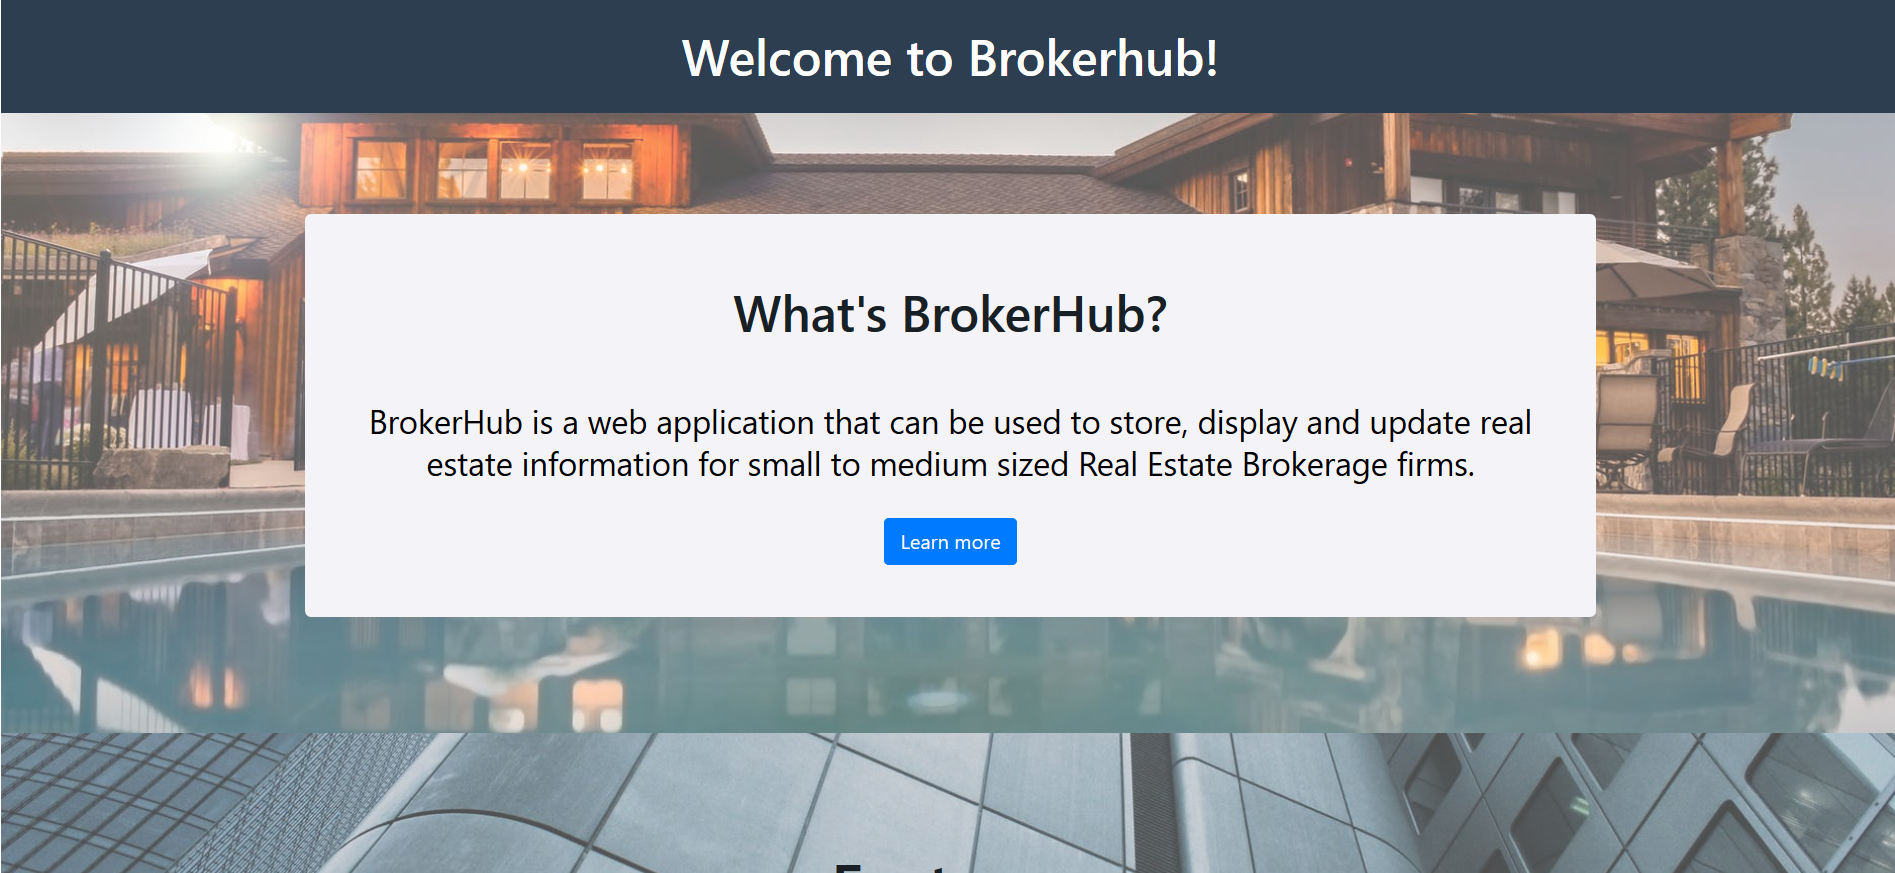 Welcome to Brokerhub!
What's BrokerHub?
BrokerHub is a web application that can be used to store, display and update real
estate information for small to medium sized Real Estate Brokerage firms.
Learn more